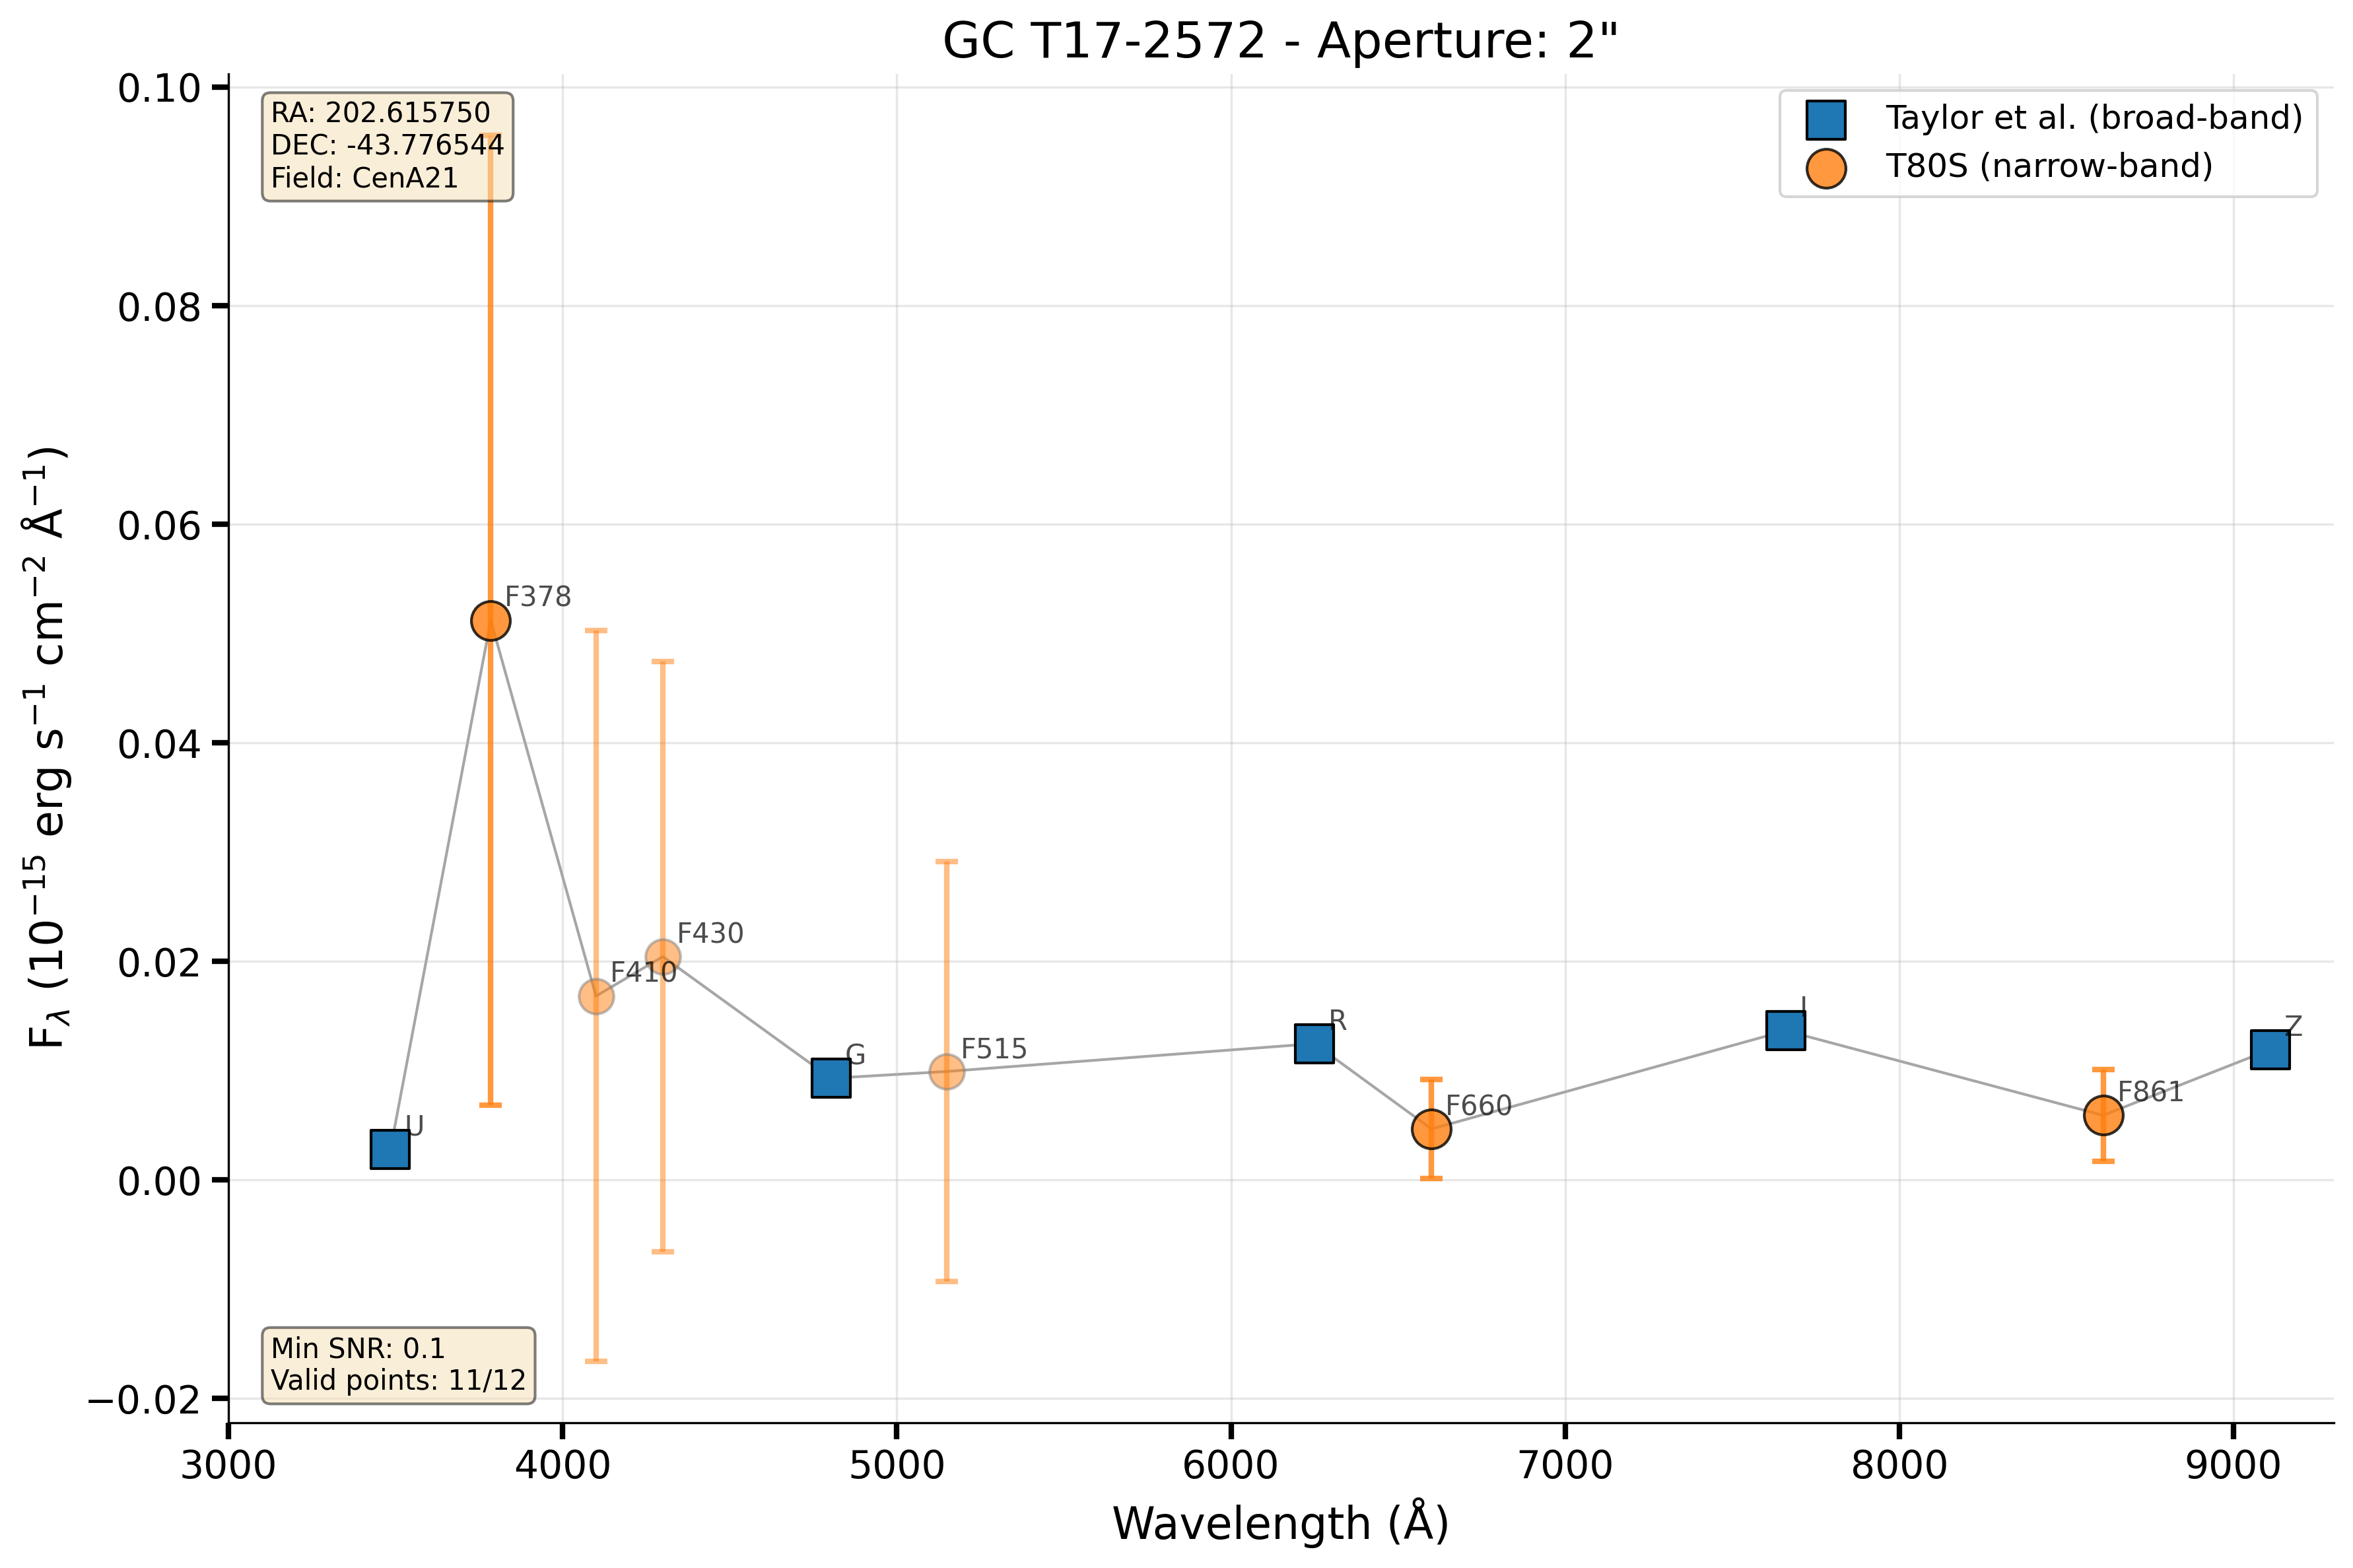 GC T17-2572 - Aperture: 2"
RA: 202.615750
DEC: -43.776544
Field: CenA21
Taylor et al. (broad-band)
T80S (narrow-band)
0.10
0.08
0.06
0.04
0.02
0.00
−0.02
F$_λ$ (10$^{−15}$ erg s$^{−1}$ cm$^{−2}$ Å$^{−1}$)
U
F378
F410
F430
G
F515
R
F660
I
F861
Z
Min SNR: 0.1
Valid points: 11/12
3000 4000 5000 6000 7000 8000 9000
Wavelength (Å)